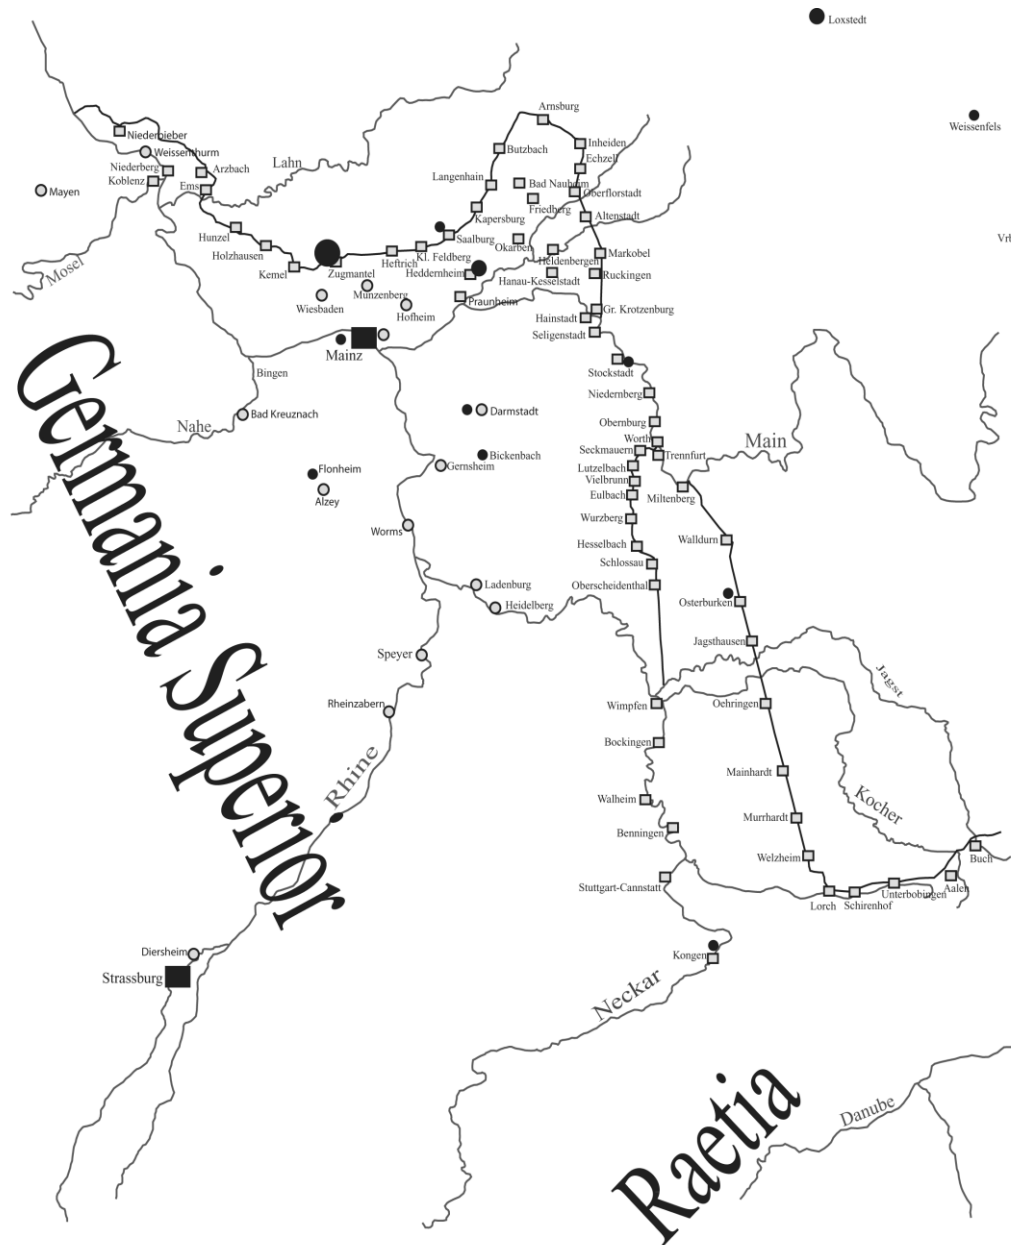 Loxstedt
Arnsburg
Weissenfels
Niederbieber
Inheiden
Weissenthurm
Butzbach
Echzell
Lahn
Niederberg
Arzbach
Koblenz
Ems
Mayen
Langenhain
Bad Nauheim
Oberflorstadt
Friedberg
Kapersburg
Altenstadt
Hunzel
Saalburg
Okarben
Holzhausen
Kl. Feldberg
Heftrich
Heldenbergen
Markobel
Mosel
Kemel
Zugmantel
Heddernheim
Hanau-Kesselstadt
Ruckingen
Munzenberg
Wiesbaden
Hofheim
Praunheim
Gr. Krotzenburg
Hainstadt
Seligenstadt
Mainz
Bingen
Stockstadt
Niedernberg
Bad Kreuznach
Nahe
Darmstadt
Obernburg
Worth
Main
Seckmauern
Trennfurt
Bickenbach
Gernsheim
Flonheim
Lutzelbach
Vielbrunn
Miltenberg
Eulbach
Alzey
Wurzberg
Worms
Walldurn
Hesselbach
Schlossau
Oberscheidenthal
Ladenburg
Heidelberg
Osterburken
Germania Superior
Jagsthausen
Speyer
Jagst
Rheinzabern
Wimpfen
Oehringen
Bockingen
Rhine
Mainhardt
Walheim
Kocher
Murrhardt
Benningen
Welzheim
Buch
Stuttgart-Cannstatt
Aalen
Unterbobingen
Lorch
Schirenhof
Diersheim
Kongen
Strassburg
Neckar
Raetia
Danube